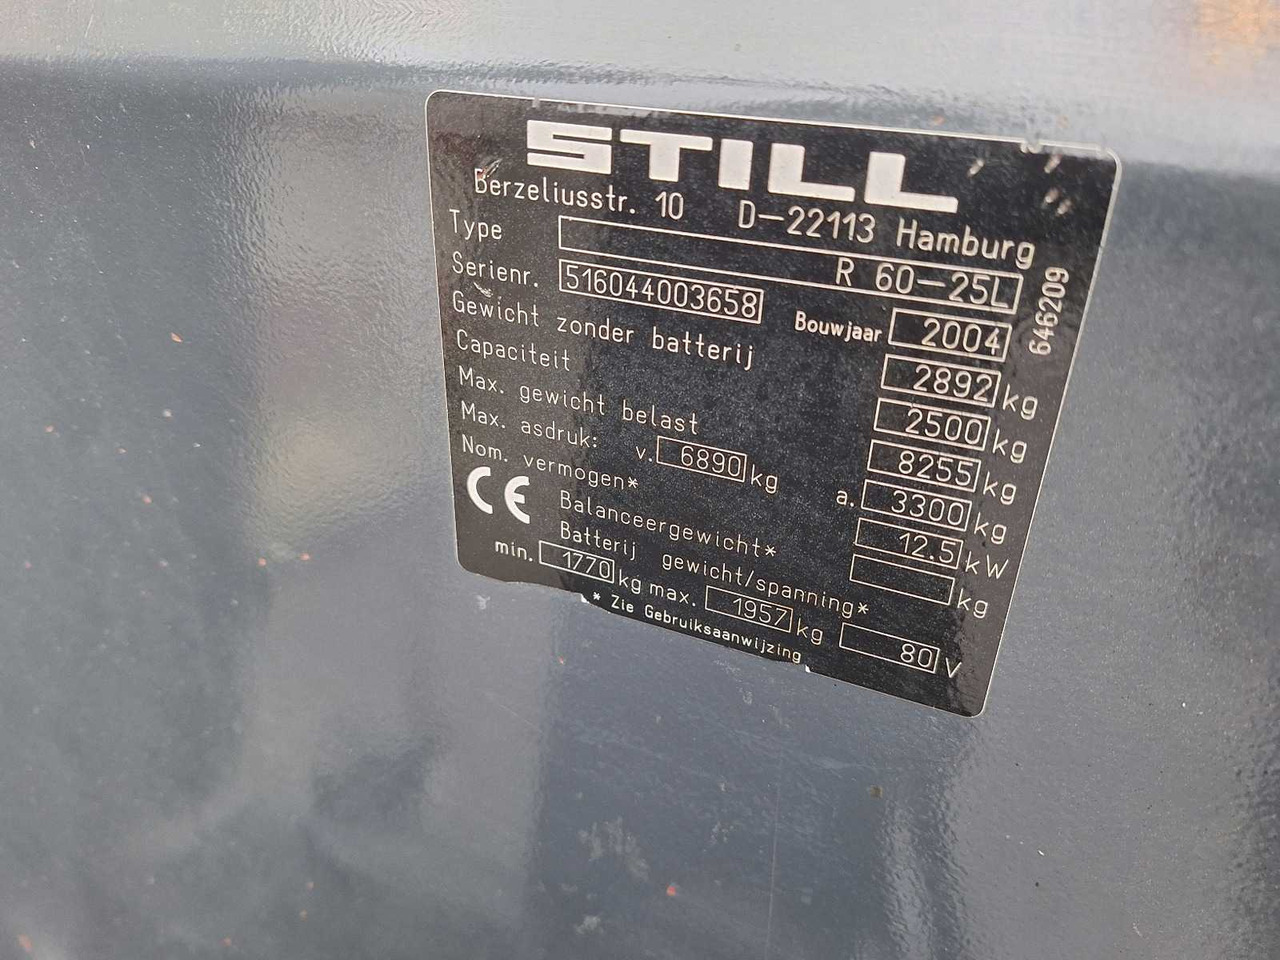 STILL
Berzeliusstr. 10 D-22113 Hamburg
Type R 60-25L
Serienr. 516044003658 Bouwjaar 2004
Gewicht zonder batterij 2892 kg
Capaciteit 2500 kg
Max. gewicht belast 8255 kg
Max. asdruk: v. 6890 kg a. 3300 kg
Nom. vermogen* 12.5 kW
CE Balanceergewicht* kg
Batterij gewicht/spanning*
min. 1770 kg max. 1957 kg 80 V
* Zie Gebruiksaanwijzing
646209